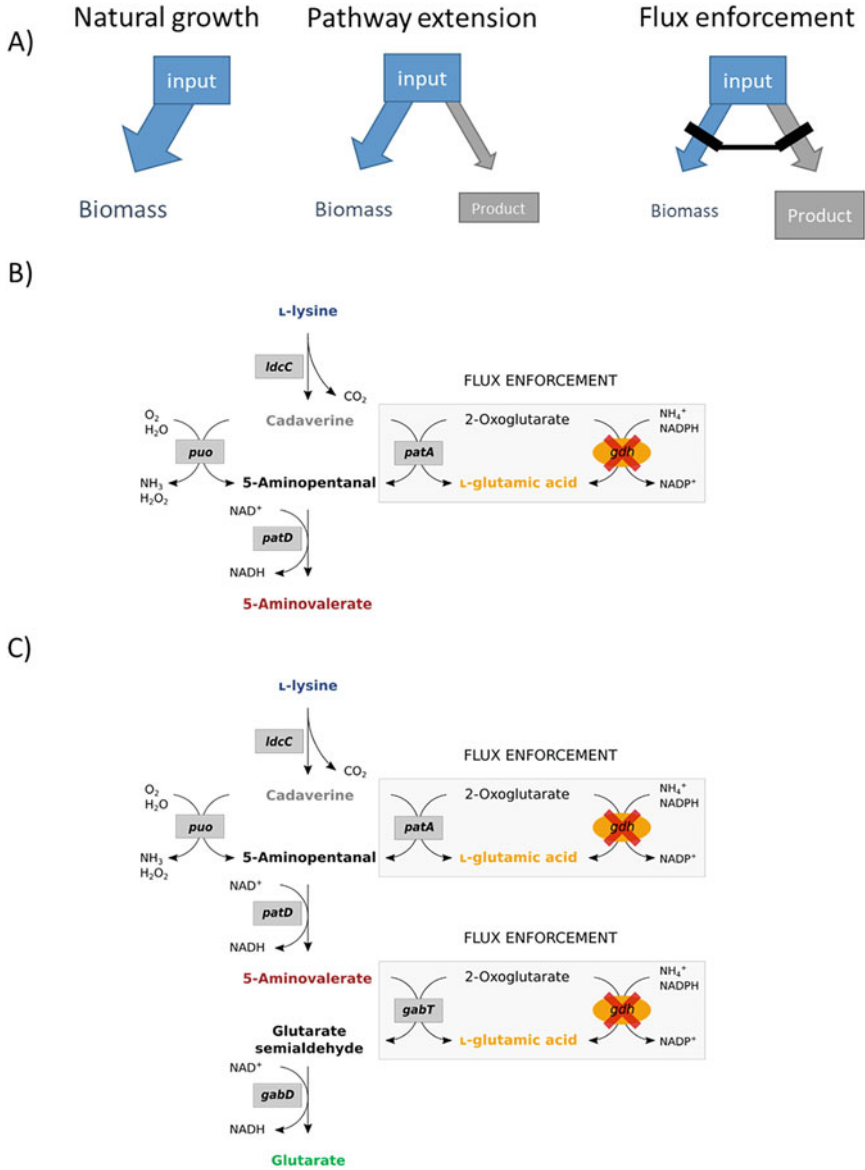 A)
Natural growth
Pathway extension
Flux enforcement
input
input
input
Biomass
Biomass
Product
Biomass
Product
B)
ʟ-lysine
ldcC
CO₂
FLUX ENFORCEMENT
O₂
H₂O
Cadaverine
2-Oxoglutarate
NH₄⁺
NADPH
puo
patA
gdh
NH₃
H₂O₂
5-Aminopentanal
ʟ-glutamic acid
NADP⁺
NAD⁺
patD
NADH
5-Aminovalerate
C)
ʟ-lysine
ldcC
CO₂
FLUX ENFORCEMENT
O₂
H₂O
Cadaverine
2-Oxoglutarate
NH₄⁺
NADPH
puo
patA
gdh
NH₃
H₂O₂
5-Aminopentanal
ʟ-glutamic acid
NADP⁺
NAD⁺
patD
NADH
FLUX ENFORCEMENT
5-Aminovalerate
2-Oxoglutarate
NH₄⁺
NADPH
gabT
gdh
Glutarate
semialdehyde
ʟ-glutamic acid
NADP⁺
NAD⁺
gabD
NADH
Glutarate